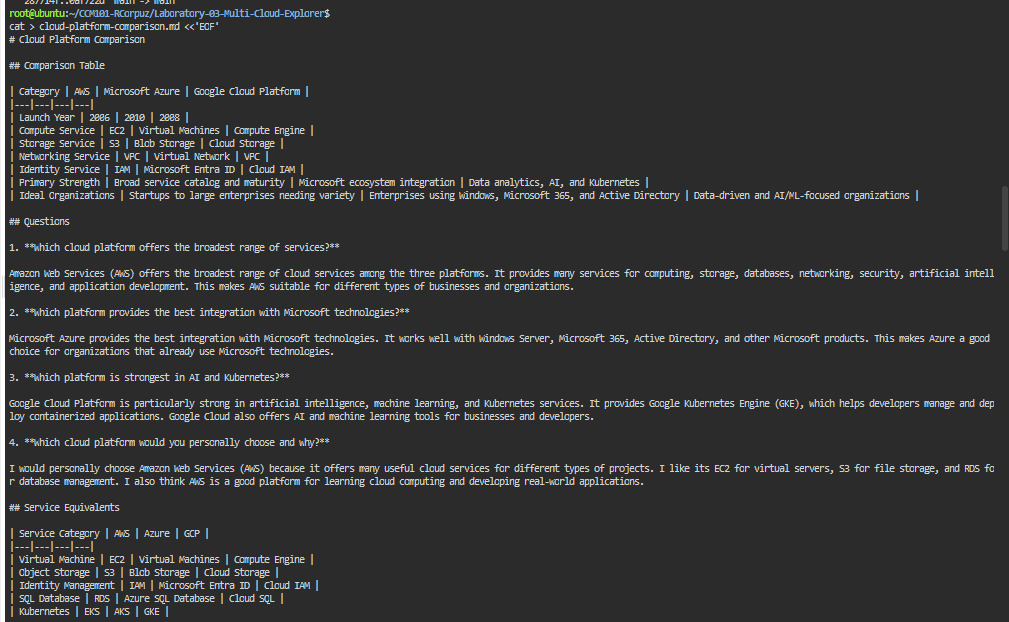 287714f..0af722d  main -> main
root@ubuntu:~/CCM101-RCorpuz/Laboratory-03-Multi-Cloud-Explorer$
cat > cloud-platform-comparison.md <<'EOF'
# Cloud Platform Comparison
## Comparison Table
| Category | AWS | Microsoft Azure | Google Cloud Platform |
|---|---|---|---|
| Launch Year | 2006 | 2010 | 2008 |
| Compute Service | EC2 | Virtual Machines | Compute Engine |
| Storage Service | S3 | Blob Storage | Cloud Storage |
| Networking Service | VPC | Virtual Network | VPC |
| Identity Service | IAM | Microsoft Entra ID | Cloud IAM |
| Primary Strength | Broad service catalog and maturity | Microsoft ecosystem integration | Data analytics, AI, and Kubernetes |
| Ideal Organizations | Startups to large enterprises needing variety | Enterprises using Windows, Microsoft 365, and Active Directory | Data-driven and AI/ML-focused organizations |
## Questions
1. **Which cloud platform offers the broadest range of services?**
Amazon Web Services (AWS) offers the broadest range of cloud services among the three platforms. It provides many services for computing, storage, databases, networking, security, artificial intell
igence, and application development. This makes AWS suitable for different types of businesses and organizations.
2. **Which platform provides the best integration with Microsoft technologies?**
Microsoft Azure provides the best integration with Microsoft technologies. It works well with Windows Server, Microsoft 365, Active Directory, and other Microsoft products. This makes Azure a good
choice for organizations that already use Microsoft technologies.
3. **Which platform is strongest in AI and Kubernetes?**
Google Cloud Platform is particularly strong in artificial intelligence, machine learning, and Kubernetes services. It provides Google Kubernetes Engine (GKE), which helps developers manage and dep
loy containerized applications. Google Cloud also offers AI and machine learning tools for businesses and developers.
4. **Which cloud platform would you personally choose and why?**
I would personally choose Amazon Web Services (AWS) because it offers many useful cloud services for different types of projects. I like its EC2 for virtual servers, S3 for file storage, and RDS fo
r database management. I also think AWS is a good platform for learning cloud computing and developing real-world applications.
## Service Equivalents
| Service Category | AWS | Azure | GCP |
|---|---|---|---|
| Virtual Machine | EC2 | Virtual Machines | Compute Engine |
| Object Storage | S3 | Blob Storage | Cloud Storage |
| Identity Management | IAM | Microsoft Entra ID | Cloud IAM |
| SQL Database | RDS | Azure SQL Database | Cloud SQL |
| Kubernetes | EKS | AKS | GKE |